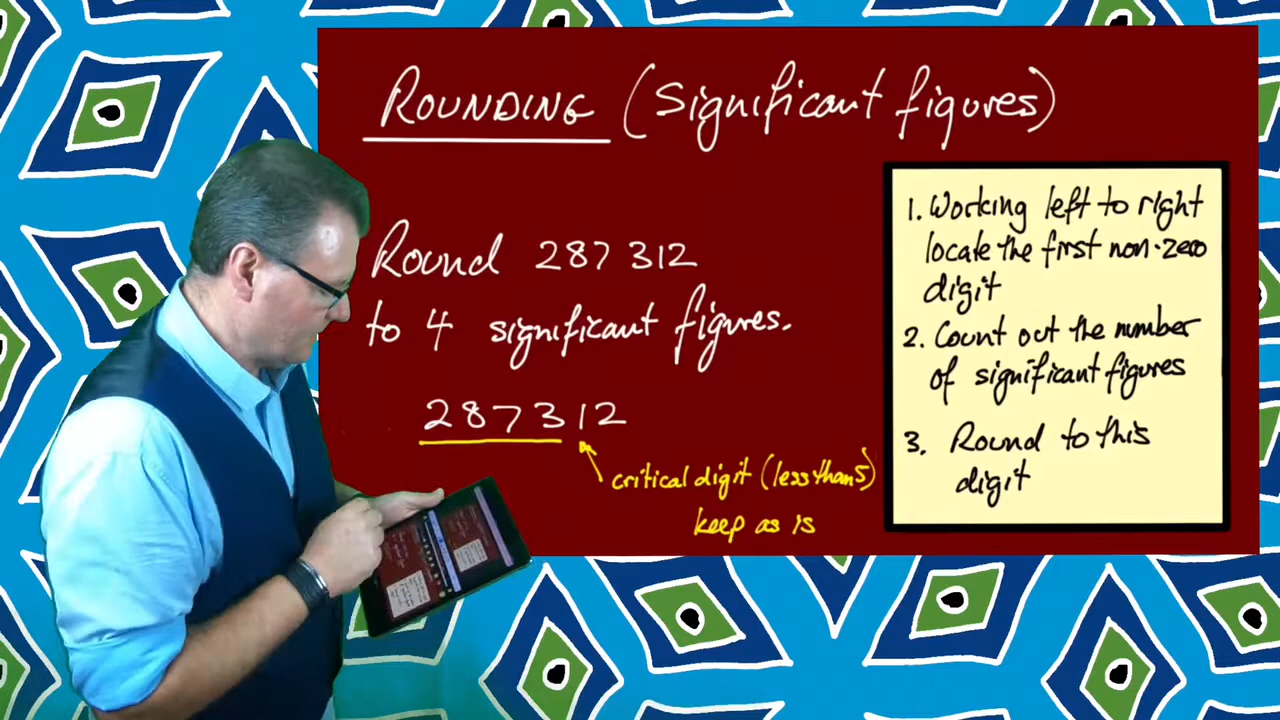 ROUNDING (Significant figures)
Round 287 312
to 4 significant figures.
287312
critical digit (less than 5)
keep as is
1. Working left to right
locate the first non-zero
digit
2. Count out the number
of significant figures
3. Round to this
digit